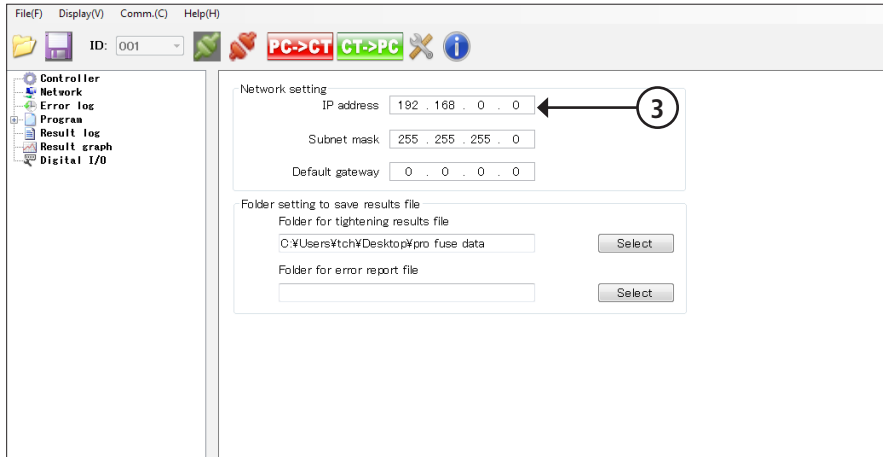 File(F) Display(V) Comm.(C) Help(H)
ID: 001 PC->CT CT->PC i
Controller
Network
Error log
Program
Result log
Result graph
Digital I/O
Network setting
IP address 192 . 168 . 0 . 0 3
Subnet mask 255 . 255 . 255 . 0
Default gateway 0 . 0 . 0 . 0
Folder setting to save results file
Folder for tightening results file
C:¥Users¥tch¥Desktop¥pro fuse data Select
Folder for error report file
Select